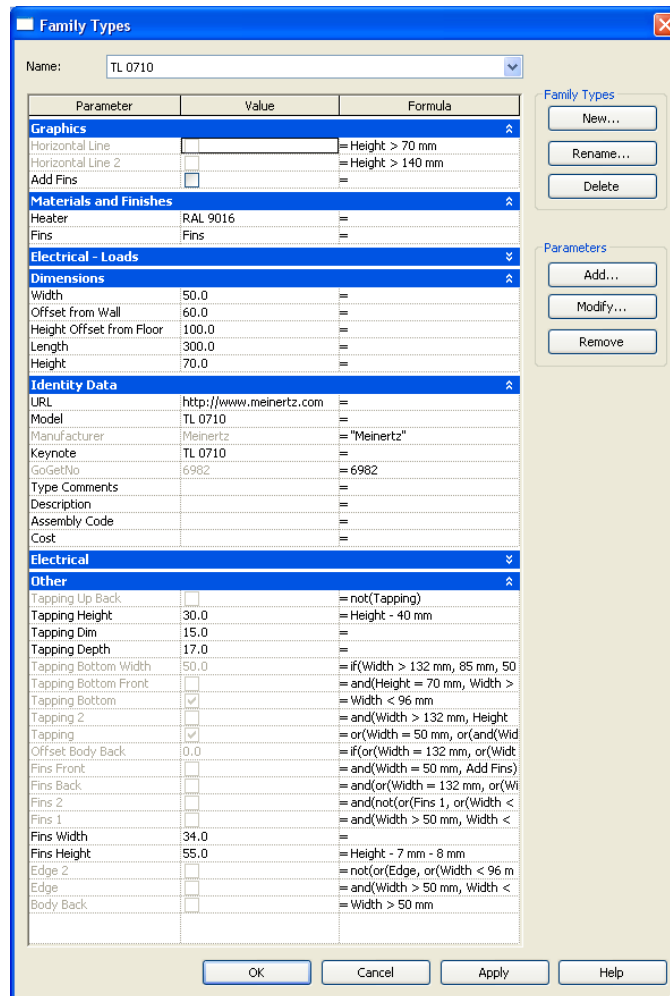 Family Types
Name: TL 0710
Parameter Value Formula
Graphics
Horizontal Line = Height > 70 mm
Horizontal Line 2 = Height > 140 mm
Add Fins =
Materials and Finishes
Heater RAL 9016 =
Fins Fins =
Electrical - Loads
Dimensions
Width 50.0 =
Offset from Wall 60.0 =
Height Offset from Floor 100.0 =
Length 300.0 =
Height 70.0 =
Identity Data
URL http://www.meinertz.com =
Model TL 0710 =
Manufacturer Meinertz = "Meinertz"
Keynote TL 0710 =
GoGetNo 6982 = 6982
Type Comments =
Description =
Assembly Code =
Cost =
Electrical
Other
Tapping Up Back = not(Tapping)
Tapping Height 30.0 = Height - 40 mm
Tapping Dim 15.0 =
Tapping Depth 17.0 =
Tapping Bottom Width 50.0 = if(Width > 132 mm, 85 mm, 50
Tapping Bottom Front = and(Height = 70 mm, Width >
Tapping Bottom = Width < 96 mm
Tapping 2 = and(Width > 132 mm, Height
Tapping = or(Width = 50 mm, or(and(Wid
Offset Body Back 0.0 = if(or(Width = 132 mm, or(Widt
Fins Front = and(Width = 50 mm, Add Fins)
Fins Back = and(or(Width = 132 mm, or(Wi
Fins 2 = and(not(or(Fins 1, or(Width <
Fins 1 = and(Width > 50 mm, Width <
Fins Width 34.0 =
Fins Height 55.0 = Height - 7 mm - 8 mm
Edge 2 = not(or(Edge, or(Width < 96 m
Edge = and(Width > 50 mm, Width <
Body Back = Width > 50 mm
Family Types
New...
Rename...
Delete
Parameters
Add...
Modify...
Remove
OK Cancel Apply Help